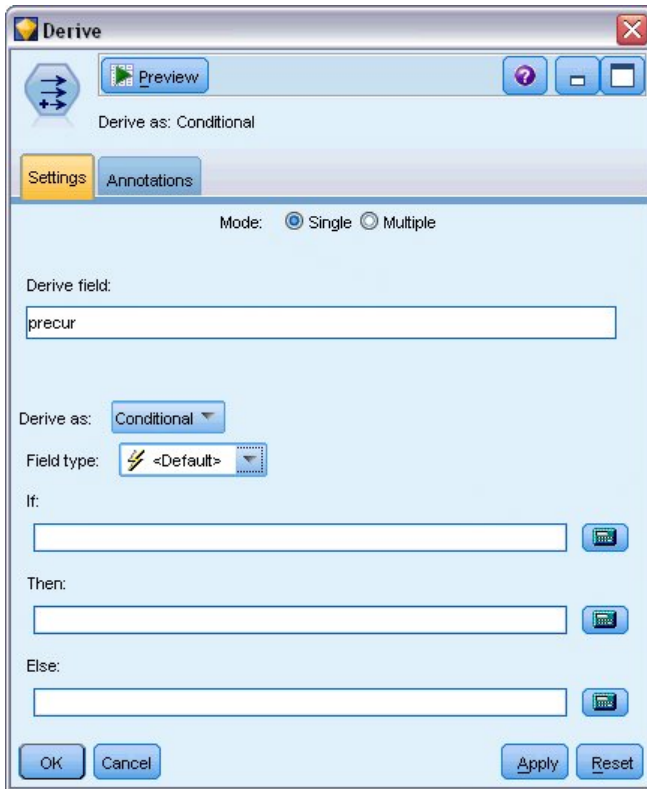 Derive
Preview
?
Derive as: Conditional
Settings Annotations
Mode: Single Multiple
Derive field:
precur
Derive as: Conditional
Field type: <Default>
If:
Then:
Else:
OK Cancel Apply Reset